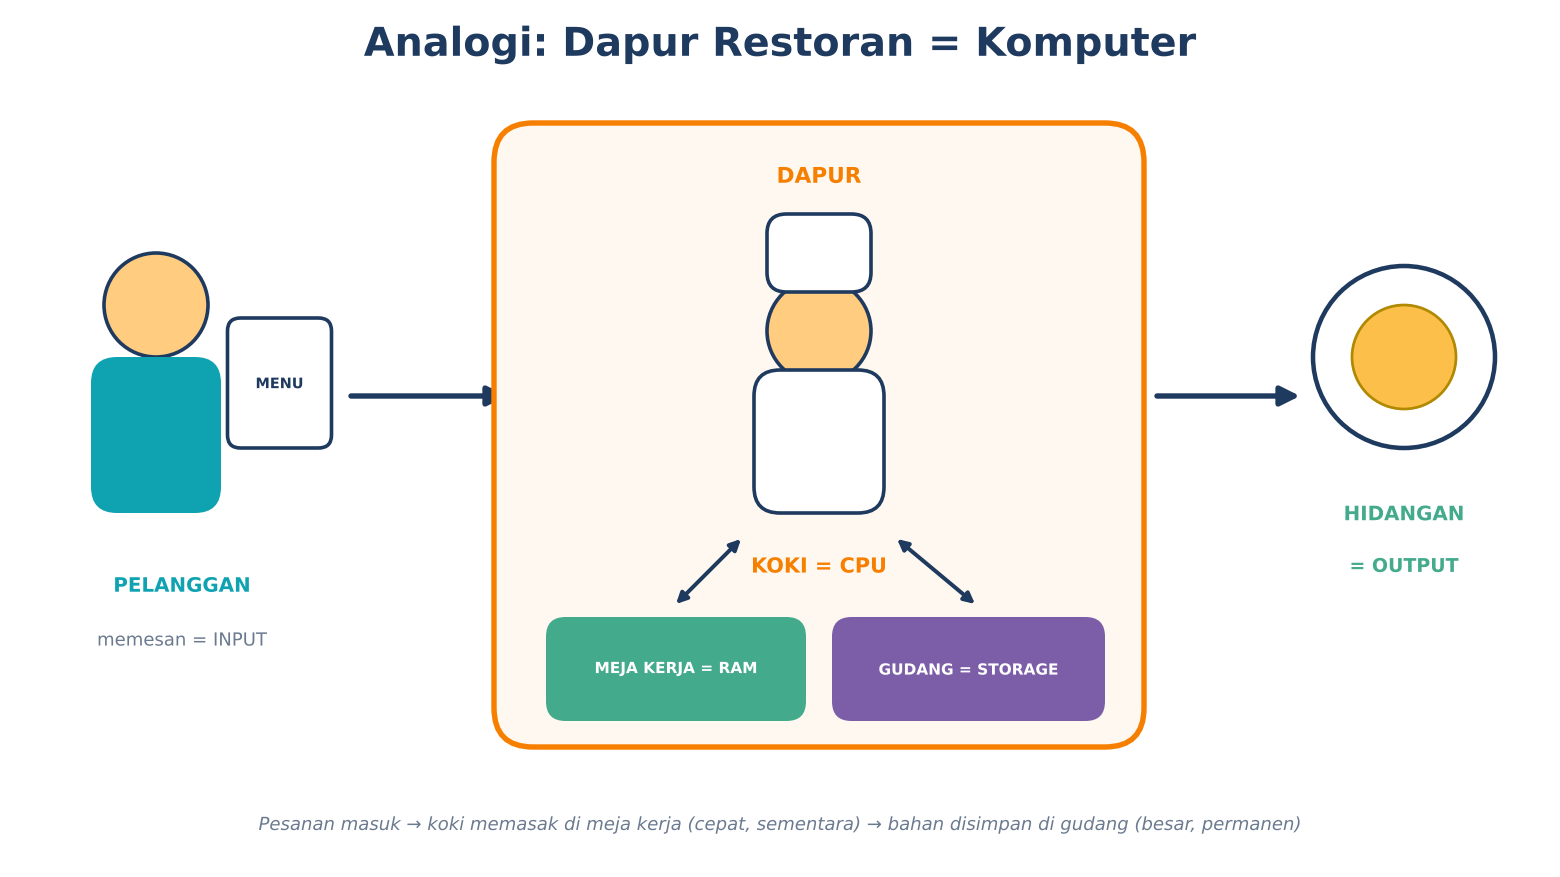 Analogi: Dapur Restoran = Komputer
DAPUR
MENU
PELANGGAN
memesan = INPUT
KOKI = CPU
MEJA KERJA = RAM
GUDANG = STORAGE
HIDANGAN
= OUTPUT
Pesanan masuk → koki memasak di meja kerja (cepat, sementara) → bahan disimpan di gudang (besar, permanen)